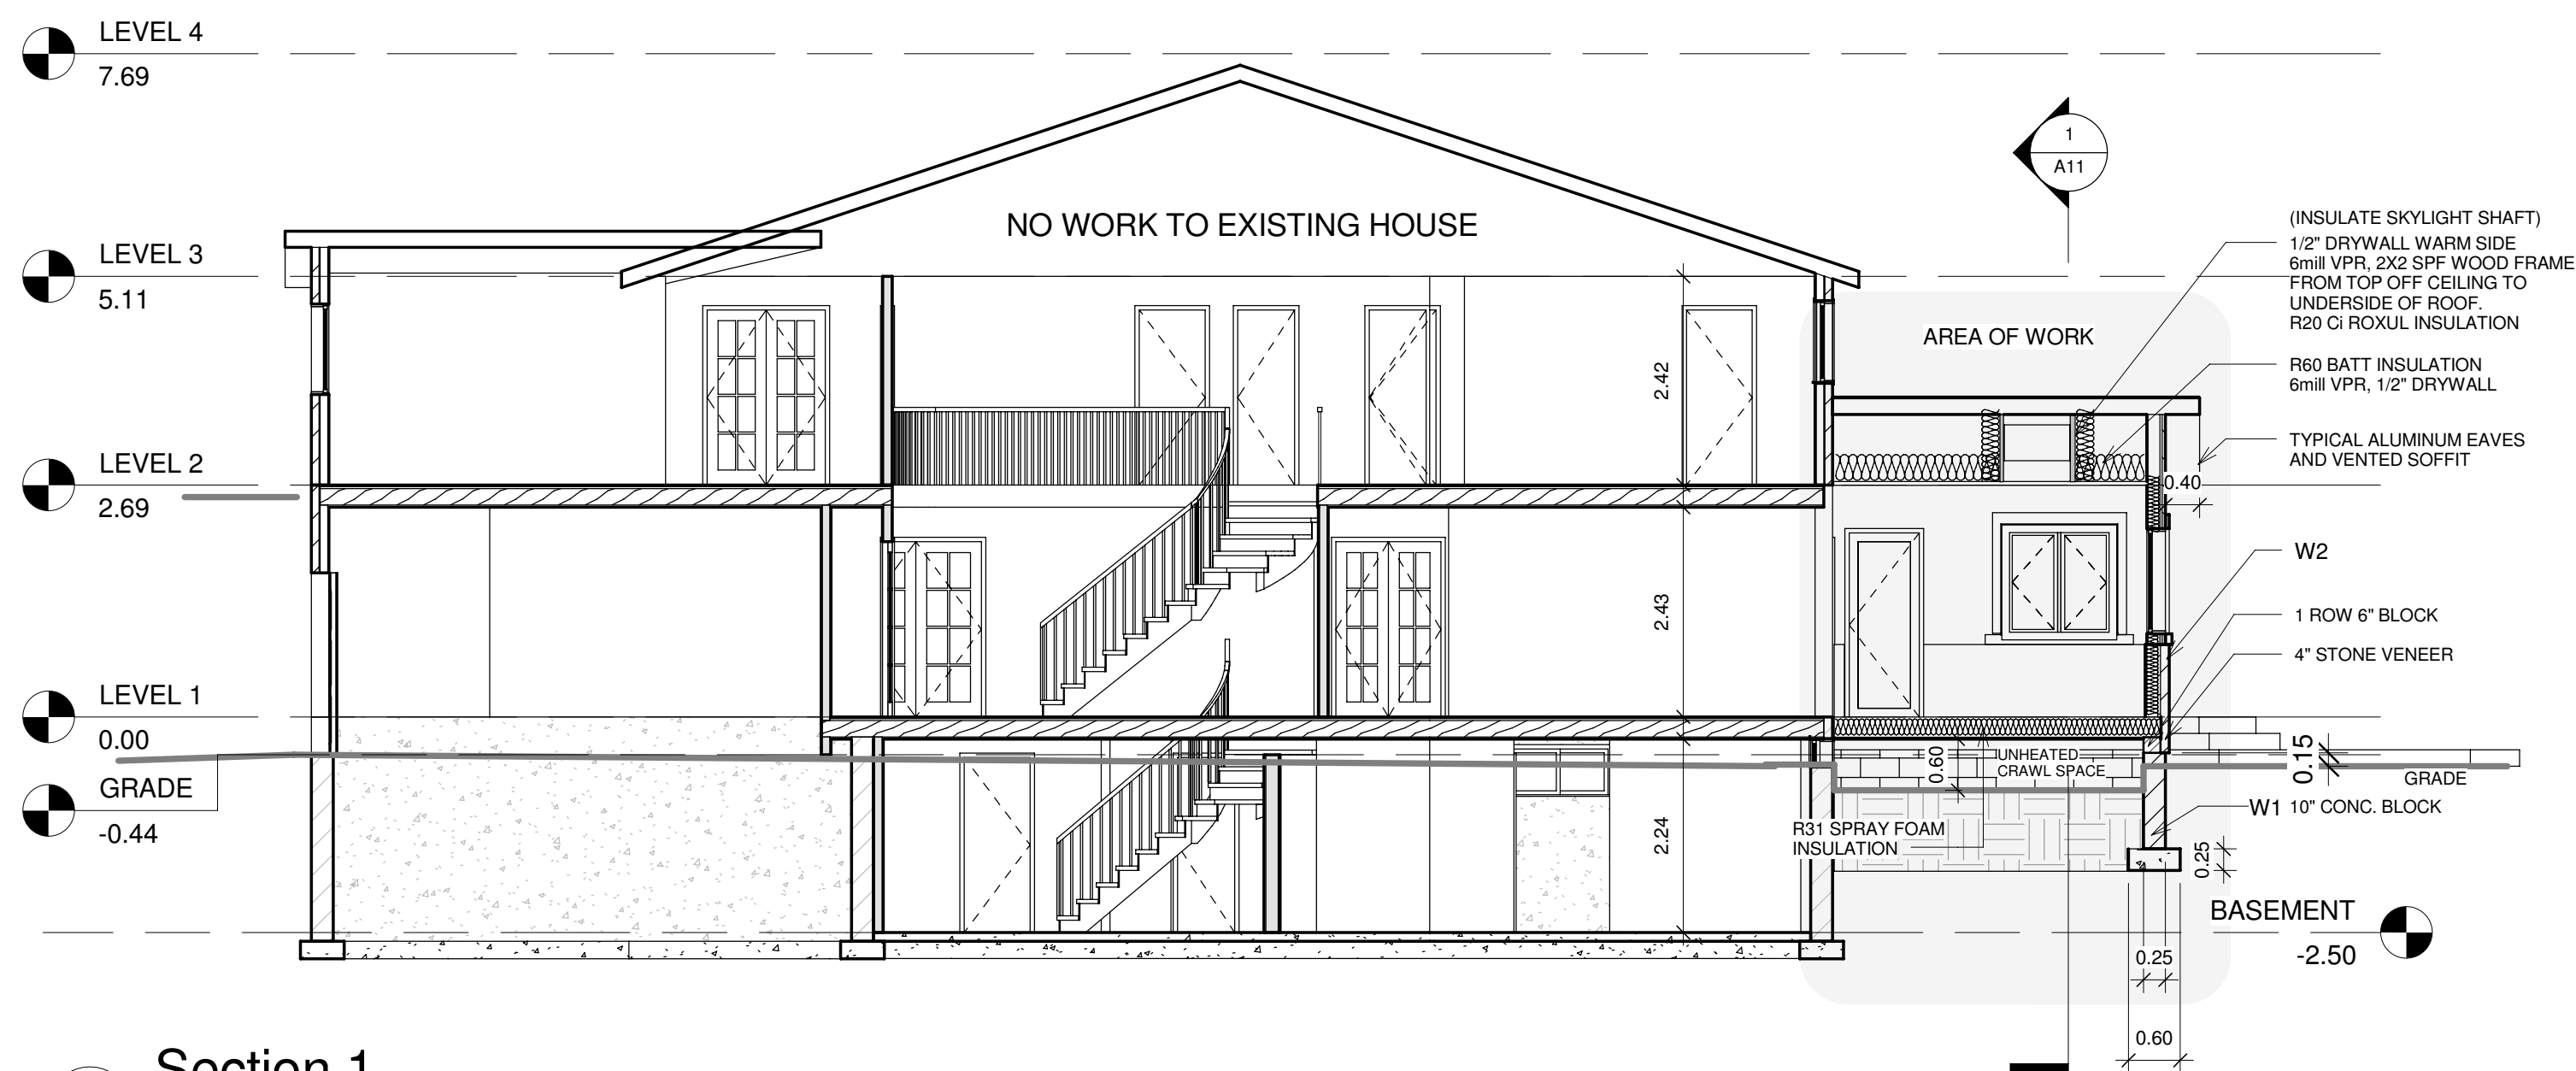 LEVEL 4
7.69
LEVEL 3
5.11
LEVEL 2
2.69
LEVEL 1
0.00
GRADE
-0.44
NO WORK TO EXISTING HOUSE
2.42
2.43
2.24
1
A11
AREA OF WORK
(INSULATE SKYLIGHT SHAFT)
1/2" DRYWALL WARM SIDE
6mill VPR, 2X2 SPF WOOD FRAME
FROM TOP OFF CEILING TO
UNDERSIDE OF ROOF.
R20 Ci ROXUL INSULATION
R60 BATT INSULATION
6mill VPR, 1/2" DRYWALL
TYPICAL ALUMINUM EAVES
AND VENTED SOFFIT
0.40
W2
1 ROW 6" BLOCK
4" STONE VENEER
0.15
GRADE
UNHEATED
CRAWL SPACE
0.60
W1 10" CONC. BLOCK
R31 SPRAY FOAM
INSULATION
0.25
BASEMENT
-2.50
0.25
0.60
Section 1